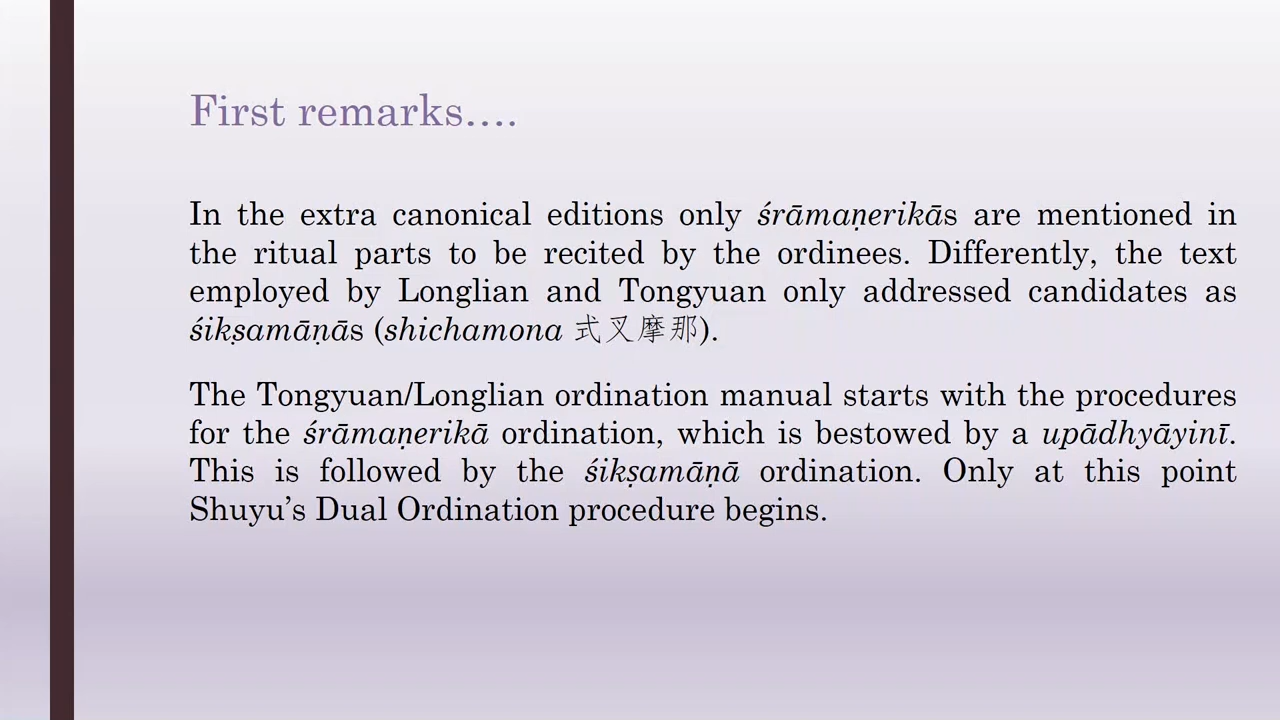 First remarks….
In the extra canonical editions only śrāmaṇerikās are mentioned in
the ritual parts to be recited by the ordinees. Differently, the text
employed by Longlian and Tongyuan only addressed candidates as
śikṣamāṇās (shichamona 式叉摩那).
The Tongyuan/Longlian ordination manual starts with the procedures
for the śrāmaṇerikā ordination, which is bestowed by a upādhyāyinī.
This is followed by the śikṣamāṇā ordination. Only at this point
Shuyu’s Dual Ordination procedure begins.